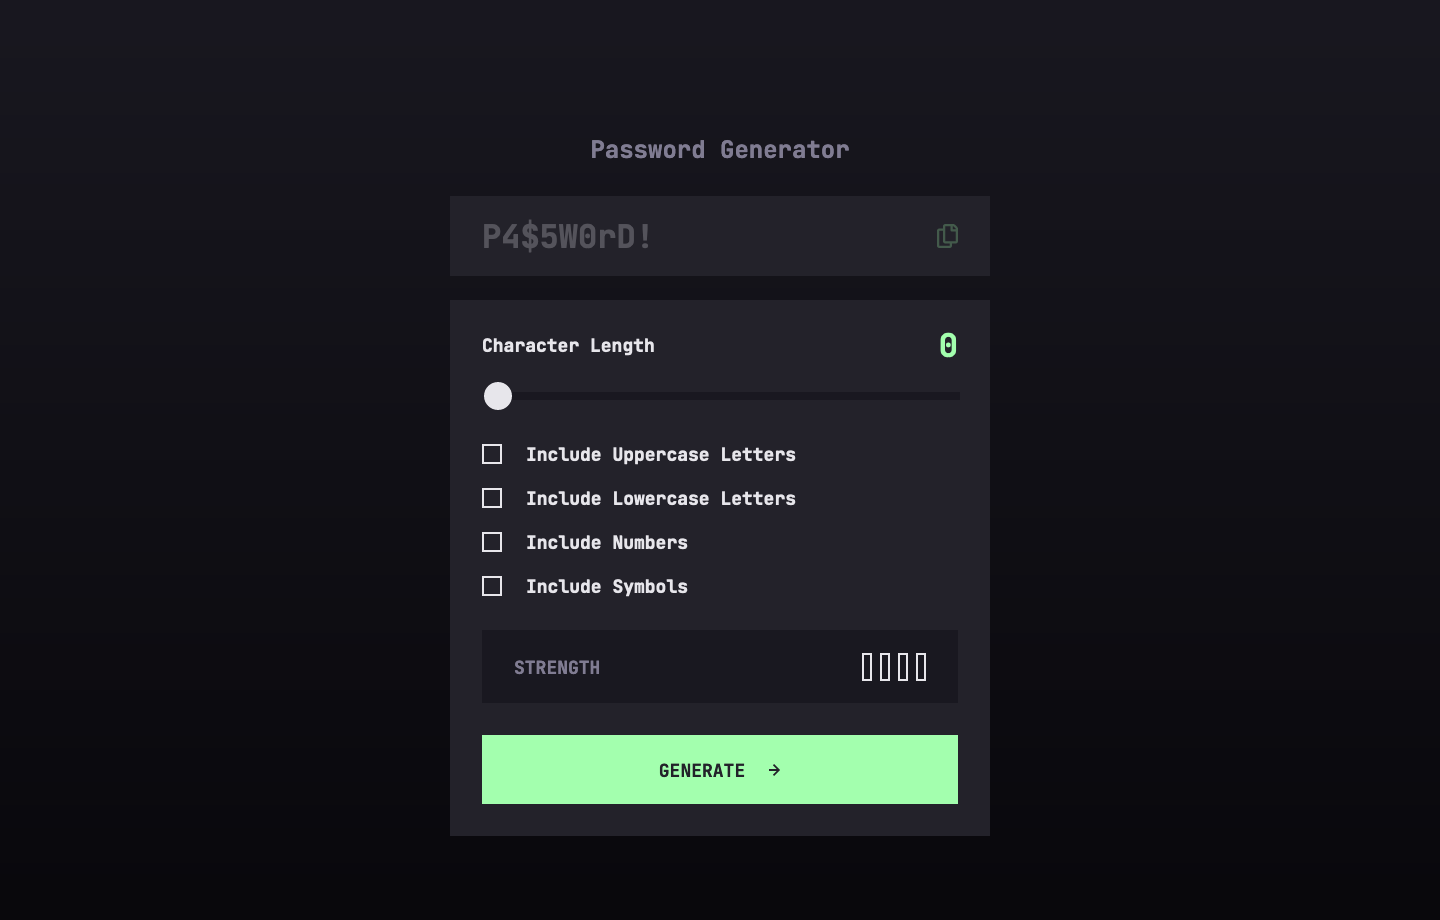 Password Generator
P4$5W0rD!
Character Length 0
Include Uppercase Letters
Include Lowercase Letters
Include Numbers
Include Symbols
STRENGTH
GENERATE →